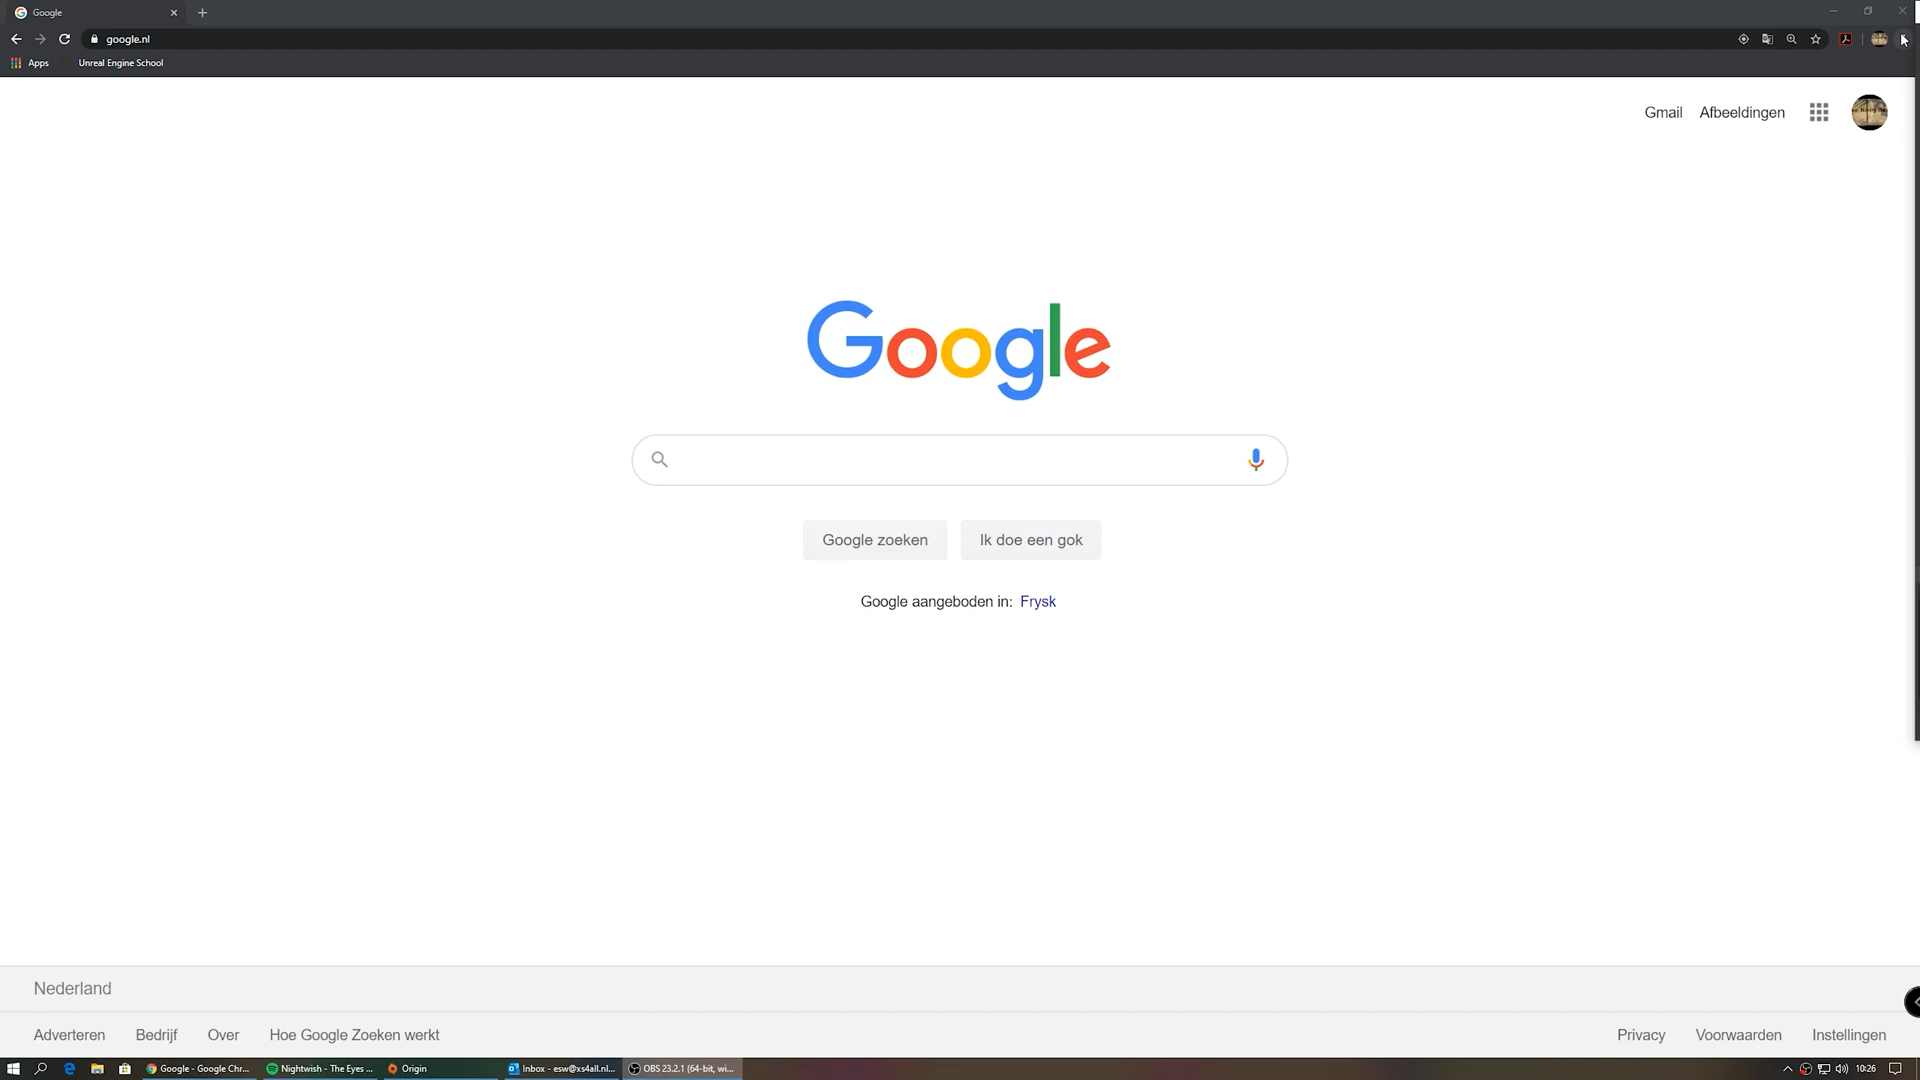 Google
google.nl
Apps Unreal Engine School
Gmail Afbeeldingen
Google
Google zoeken Ik doe een gok
Google aangeboden in: Frysk
Nederland
Adverteren Bedrijf Over Hoe Google Zoeken werkt Privacy Voorwaarden Instellingen
Google - Google Chr... Nightwish - The Eyes ... Origin Inbox - esw@xs4all.nl... OBS 23.2.1 (64-bit, wi... 10:26